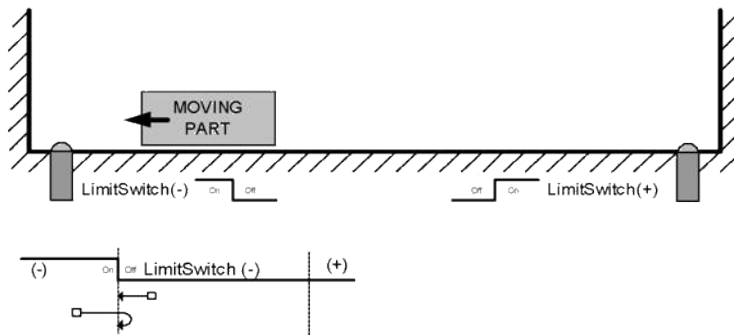 MOVING
PART
LimitSwitch(-) On Off Off On LimitSwitch(+)
(-) On Off LimitSwitch (-) (+)